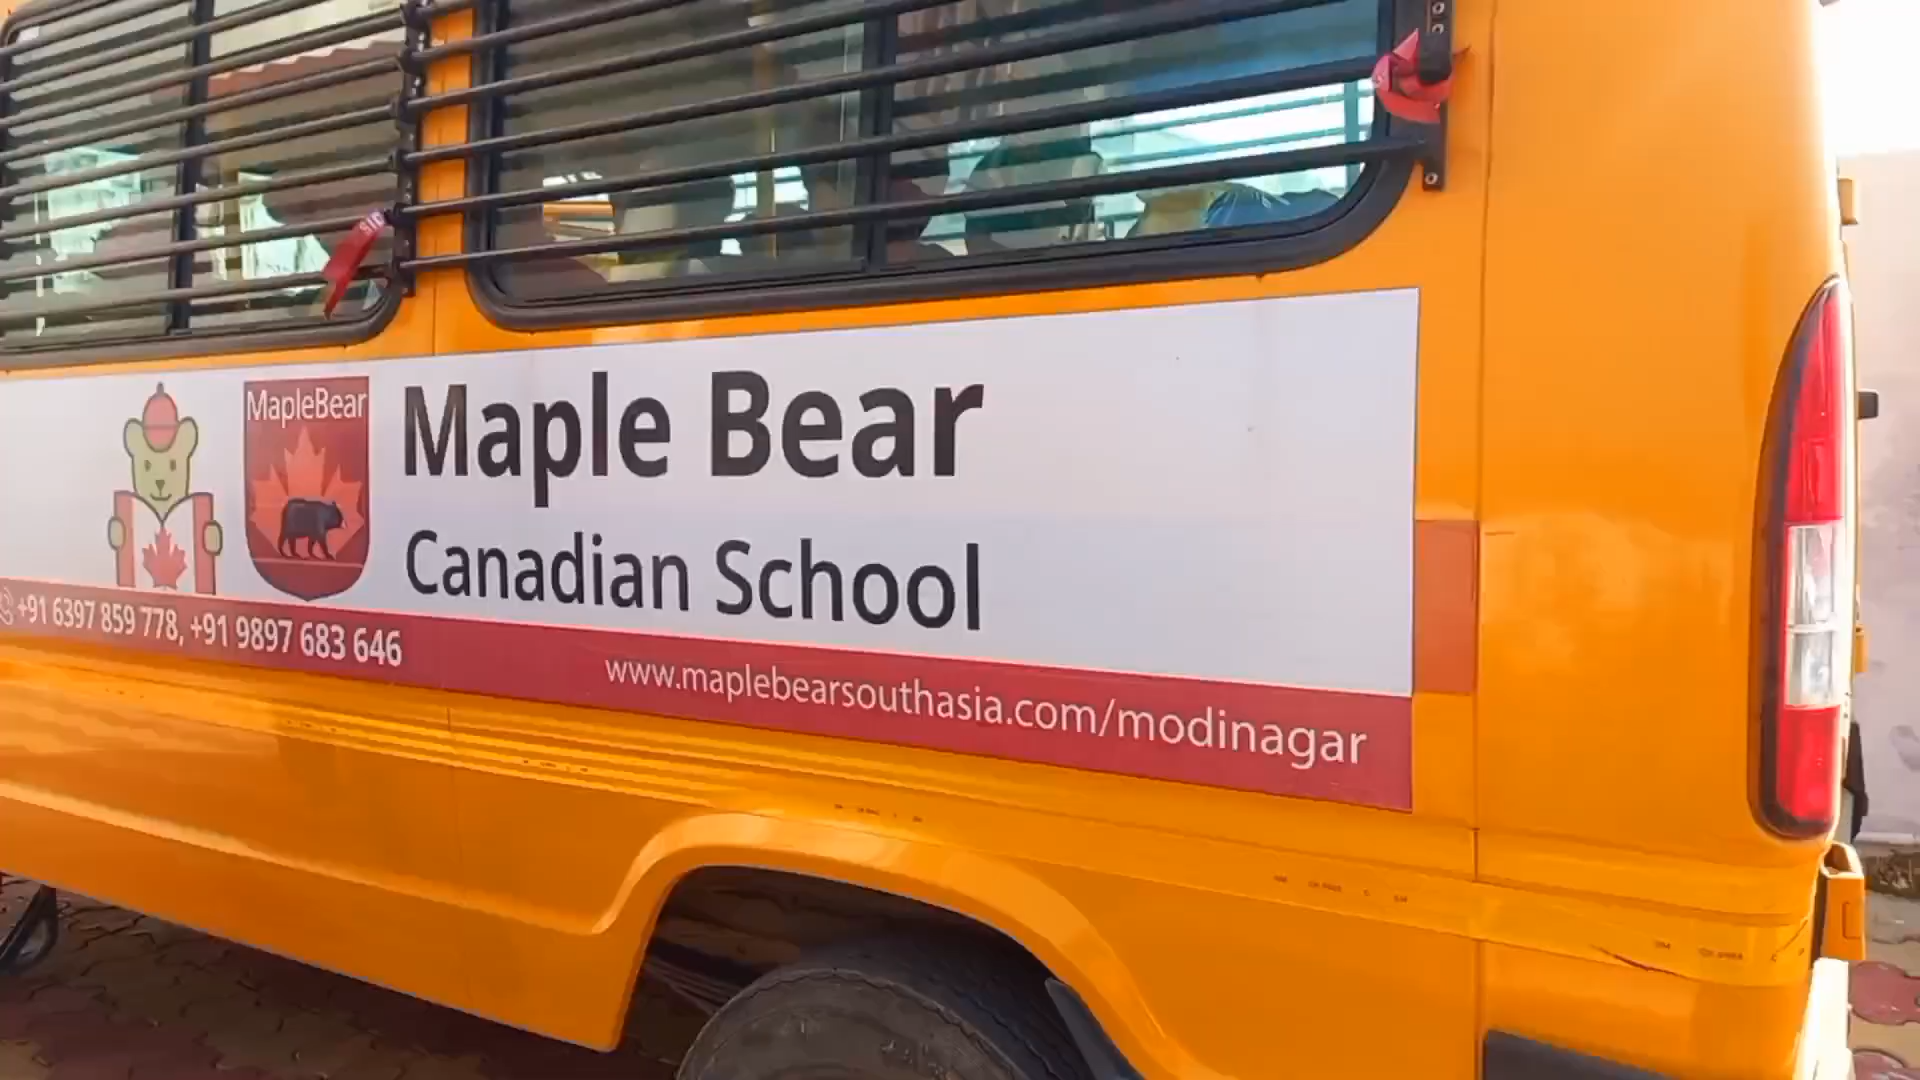 MapleBear
Maple Bear
Canadian School
+91 6397 859 778, +91 9897 683 646
www.maplebearsouthasia.com/modinagar